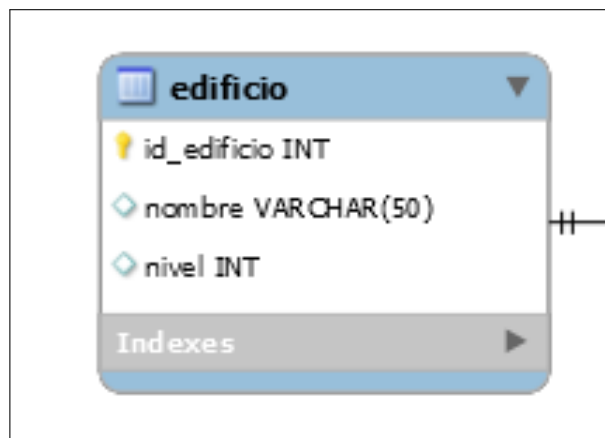 edificio
id_edificio INT
nombre VARCHAR(50)
nivel INT
Indexes